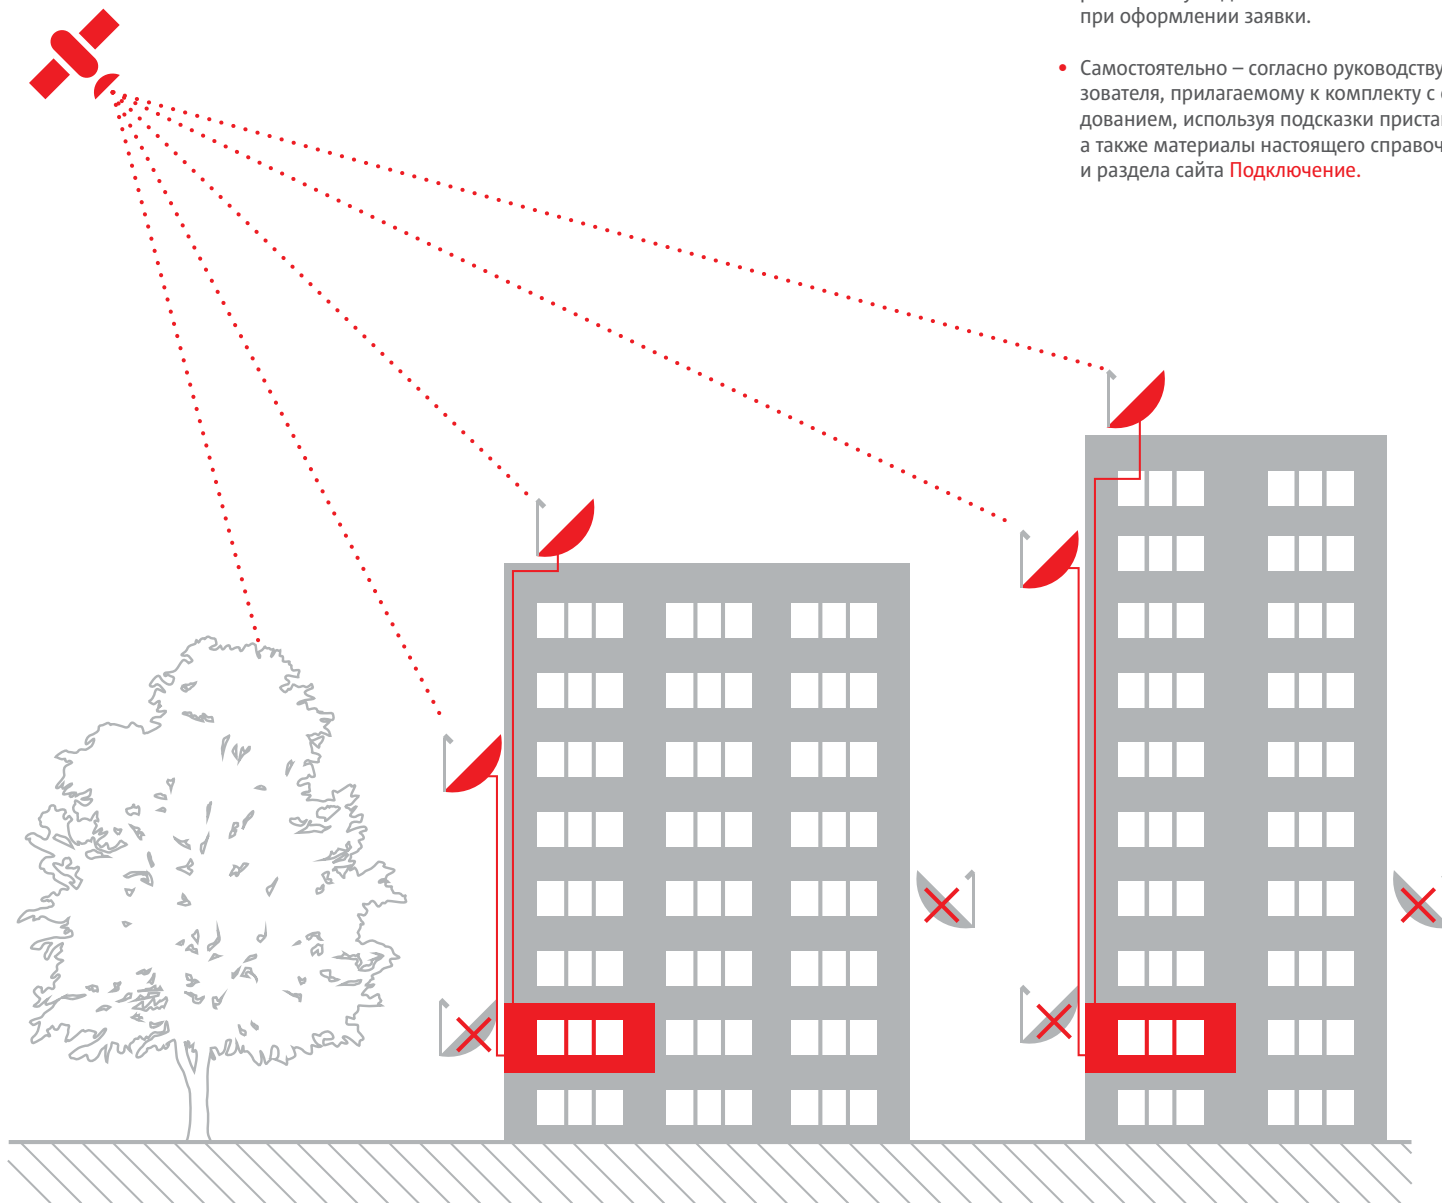 при оформлении заявки.
• Самостоятельно – согласно руководству
зователя, прилагаемому к комплекту с
дованием, используя подсказки приста
а также материалы настоящего справоч
и раздела сайта Подключение.